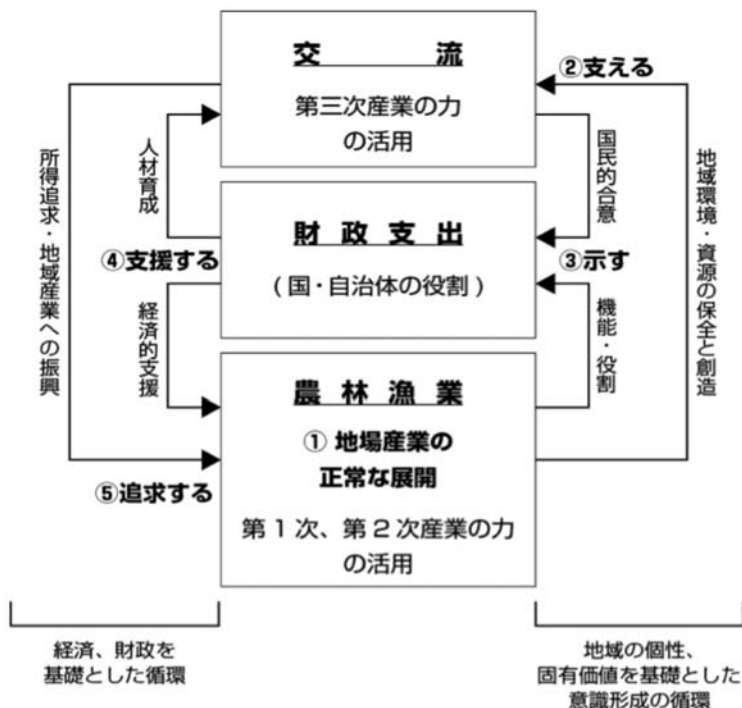 交流
第三次産業の力
の活用
②支える
所得追求・地域産業への振興
人材育成
国民的合意
地域環境・資源の保全と創造
財政支出
(国・自治体の役割)
④支援する
③示す
経済的支援
機能・役割
農林漁業
① 地場産業の
正常な展開
第1次、第2次産業の力
の活用
⑤追求する
経済、財政を
基礎とした循環
地域の個性、
固有価値を基礎とした
意識形成の循環